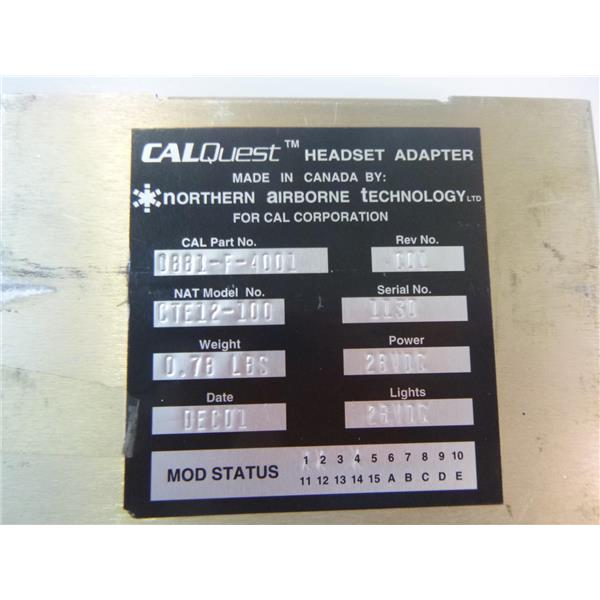 CALQuest™ HEADSET ADAPTER
MADE IN CANADA BY:
NORTHERN AIRBORNE TECHNOLOGY LTD
FOR CAL CORPORATION
CAL Part No. Rev No.
0881-F-4001
NAT Model No. Serial No.
CTE12-100 1130
Weight Power
0.78 LBS 28VDC
Date Lights
DEC01 28VDC
MOD STATUS
1 2 3 4 5 6 7 8 9 10
11 12 13 14 15 A B C D E